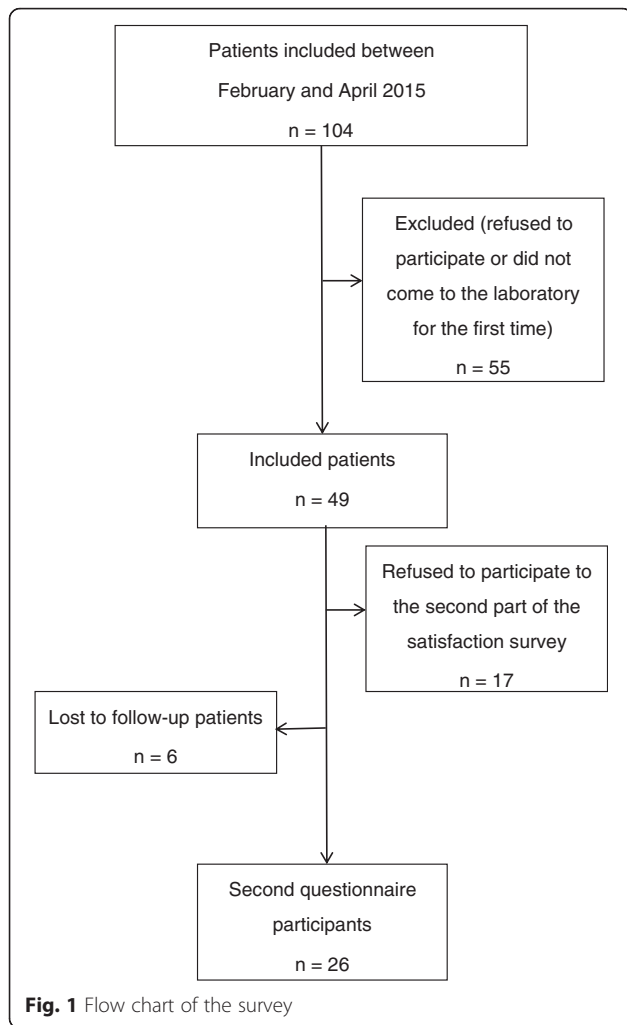 Patients included between
February and April 2015
n = 104
Excluded (refused to
participate or did not
come to the laboratory
for the first time)
n = 55
Included patients
n = 49
Refused to participate to
the second part of the
satisfaction survey
n = 17
Lost to follow-up patients
n = 6
Second questionnaire
participants
n = 26
Fig. 1 Flow chart of the survey